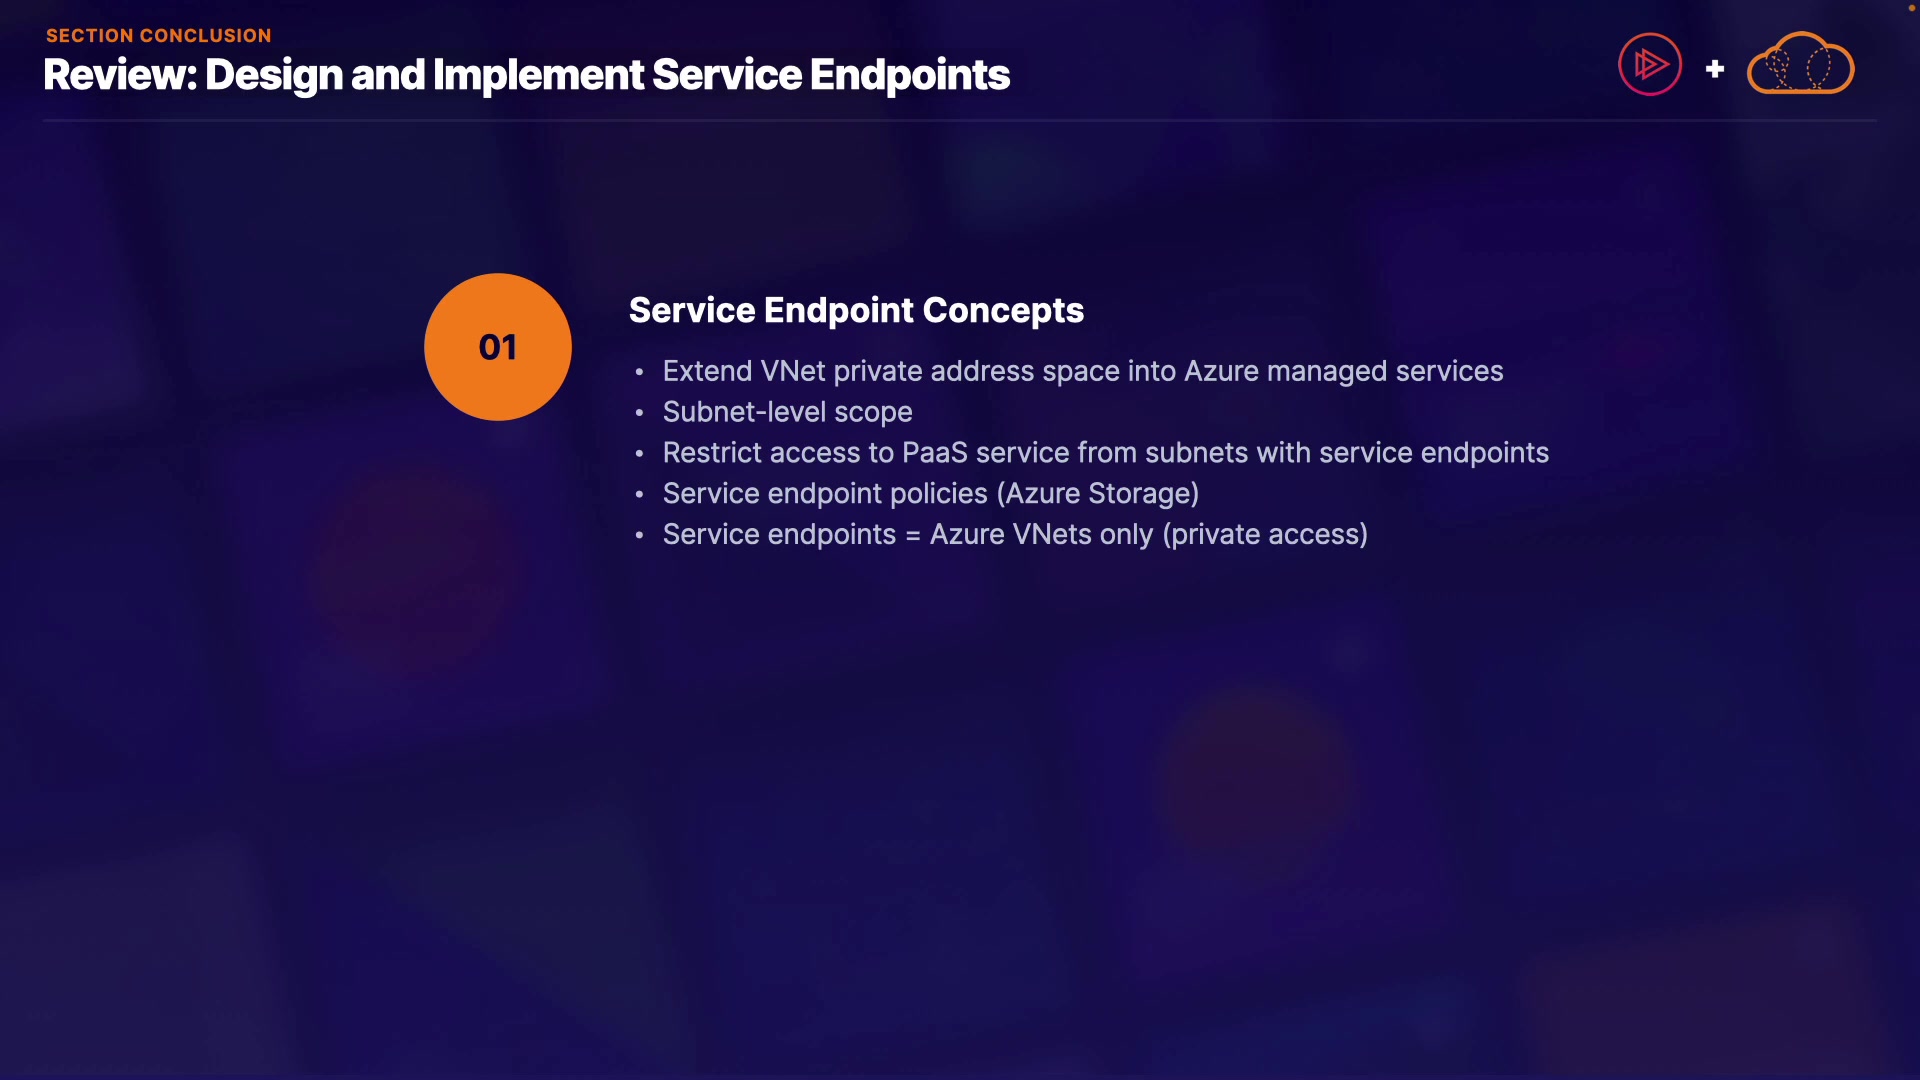 SECTION CONCLUSION
Review: Design and Implement Service Endpoints
+
01
Service Endpoint Concepts
• Extend VNet private address space into Azure managed services
• Subnet-level scope
• Restrict access to PaaS service from subnets with service endpoints
• Service endpoint policies (Azure Storage)
• Service endpoints = Azure VNets only (private access)